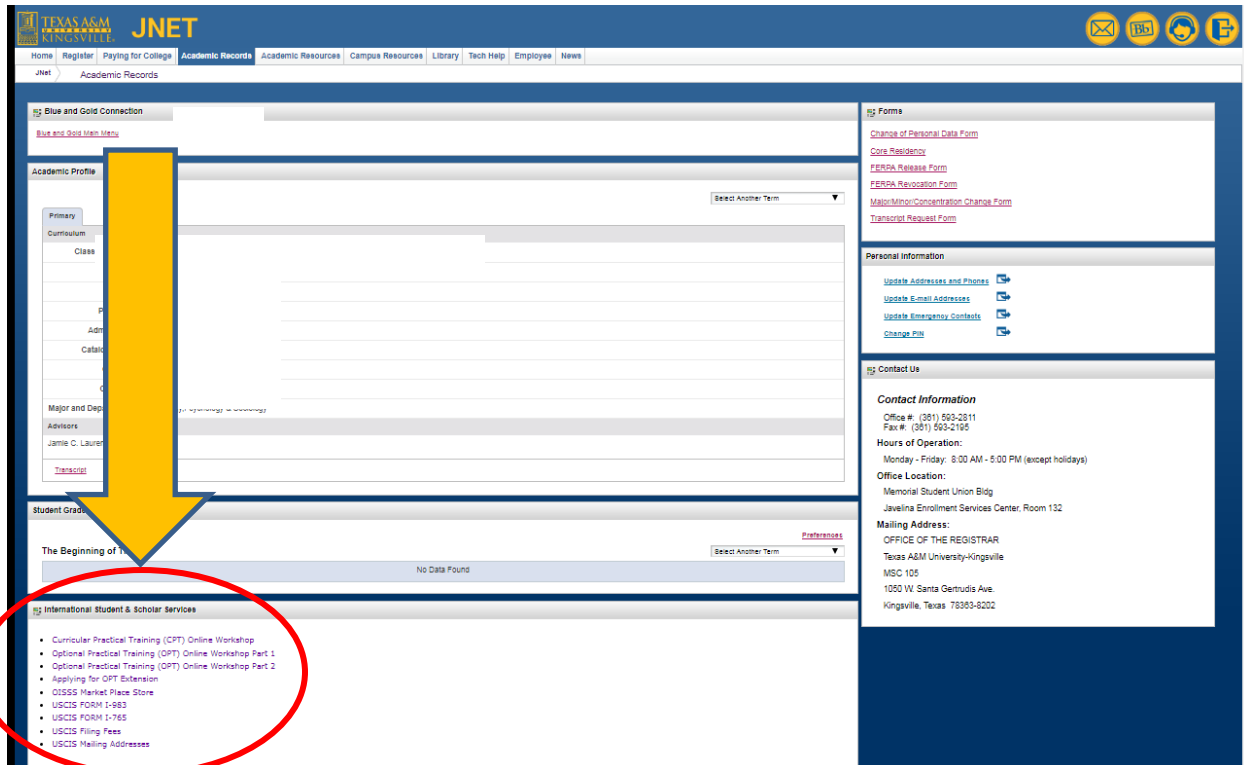 TEXAS A&M
UNIVERSITY
KINGSVILLE
JNET
Bb
Home Register Paying for College Academic Records Academic Resources Campus Resources Library Tech Help Employee News
JNet Academic Records
Blue and Gold Connection
Blue and Gold Main Menu
Academic Profile
Select Another Term
Primary
Curriculum
Class
P
Adm
Catalo
Major and Dep
Advisors
Jamie C. Lauren
Transcript
Student Grade
Preferences
The Beginning of T
Select Another Term
No Data Found
International Student & Scholar Services
• Curricular Practical Training (CPT) Online Workshop
• Optional Practical Training (OPT) Online Workshop Part 1
• Optional Practical Training (OPT) Online Workshop Part 2
• Applying for OPT Extension
• OISSS Market Place Store
• USCIS FORM I-983
• USCIS FORM I-765
• USCIS Filing Fees
• USCIS Mailing Addresses
Forms
Change of Personal Data Form
Core Residency
FERPA Release Form
FERPA Revocation Form
Major/Minor/Concentration Change Form
Transcript Request Form
Personal Information
Update Addresses and Phones
Update E-mail Addresses
Update Emergency Contacts
Change PIN
Contact Us
Contact Information
Office #: (361) 593-2811
Fax #: (361) 593-2195
Hours of Operation:
Monday - Friday: 8:00 AM - 5:00 PM (except holidays)
Office Location:
Memorial Student Union Bldg
Javelina Enrollment Services Center, Room 132
Mailing Address:
OFFICE OF THE REGISTRAR
Texas A&M University-Kingsville
MSC 105
1050 W. Santa Gertrudis Ave.
Kingsville, Texas 78363-8202